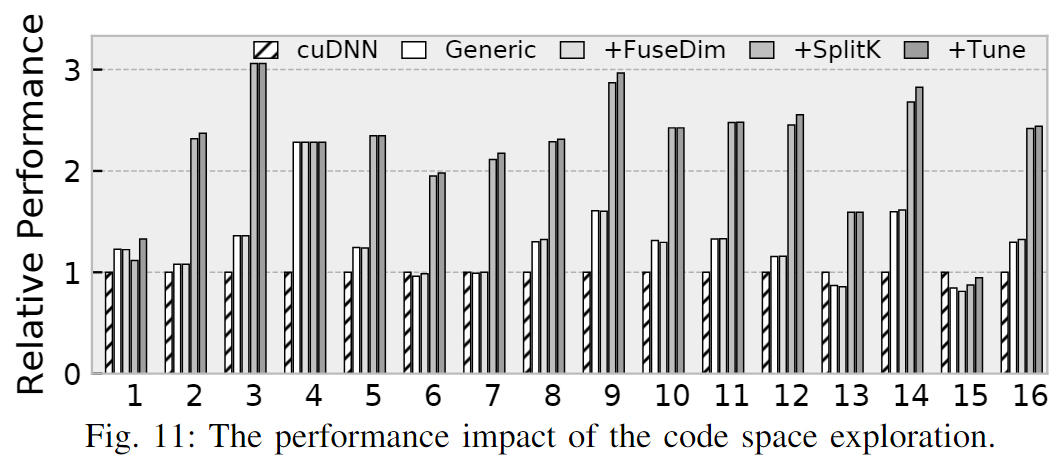 cuDNN Generic +FuseDim +SplitK +Tune
Relative Performance
3
2
1
0
1 2 3 4 5 6 7 8 9 10 11 12 13 14 15 16
Fig. 11: The performance impact of the code space exploration.